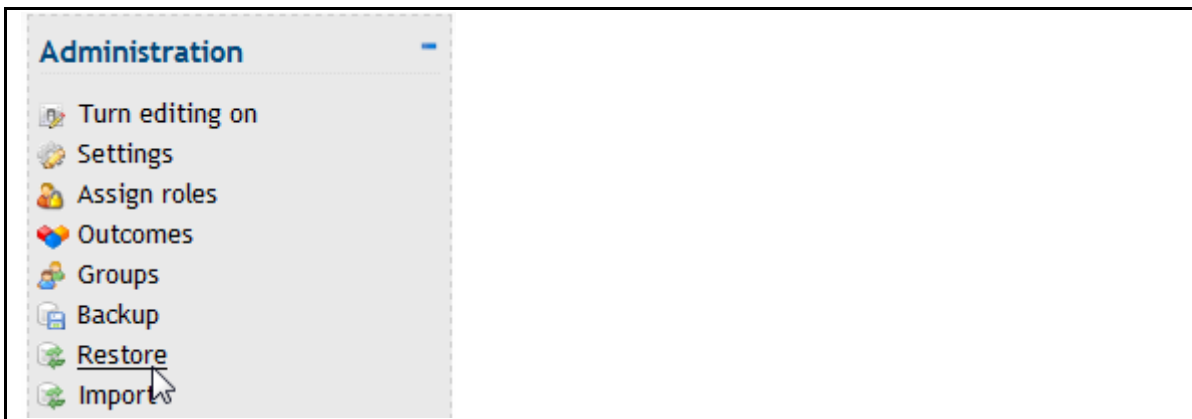 Administration
Turn editing on
Settings
Assign roles
Outcomes
Groups
Backup
Restore
Import